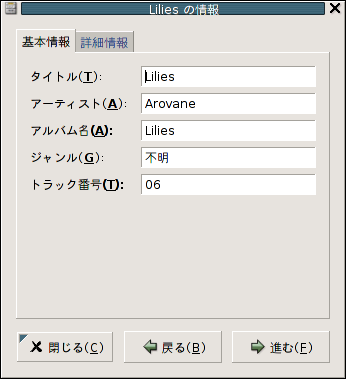 Lilies の情報
基本情報 詳細情報
タイトル(T): Lilies
アーティスト(A): Arovane
アルバム名(A): Lilies
ジャンル(G): 不明
トラック番号(T): 06
閉じる(C) 戻る(B) 進む(F)